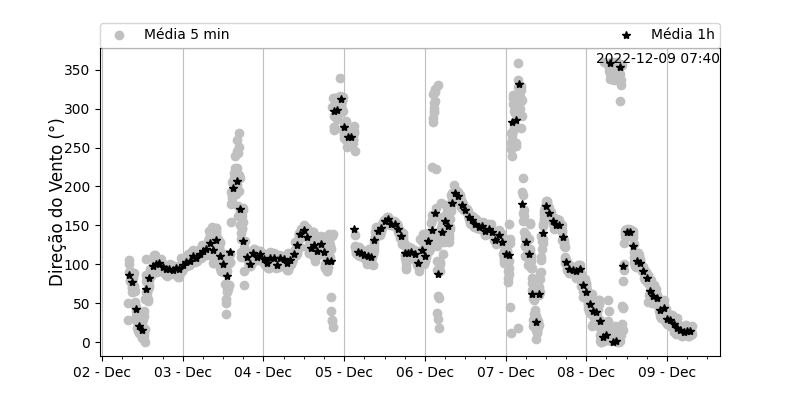 Média 5 min
Média 1h
2022-12-09 07:40
Direção do Vento (°)
350
300
250
200
150
100
50
0
02 - Dec
03 - Dec
04 - Dec
05 - Dec
06 - Dec
07 - Dec
08 - Dec
09 - Dec